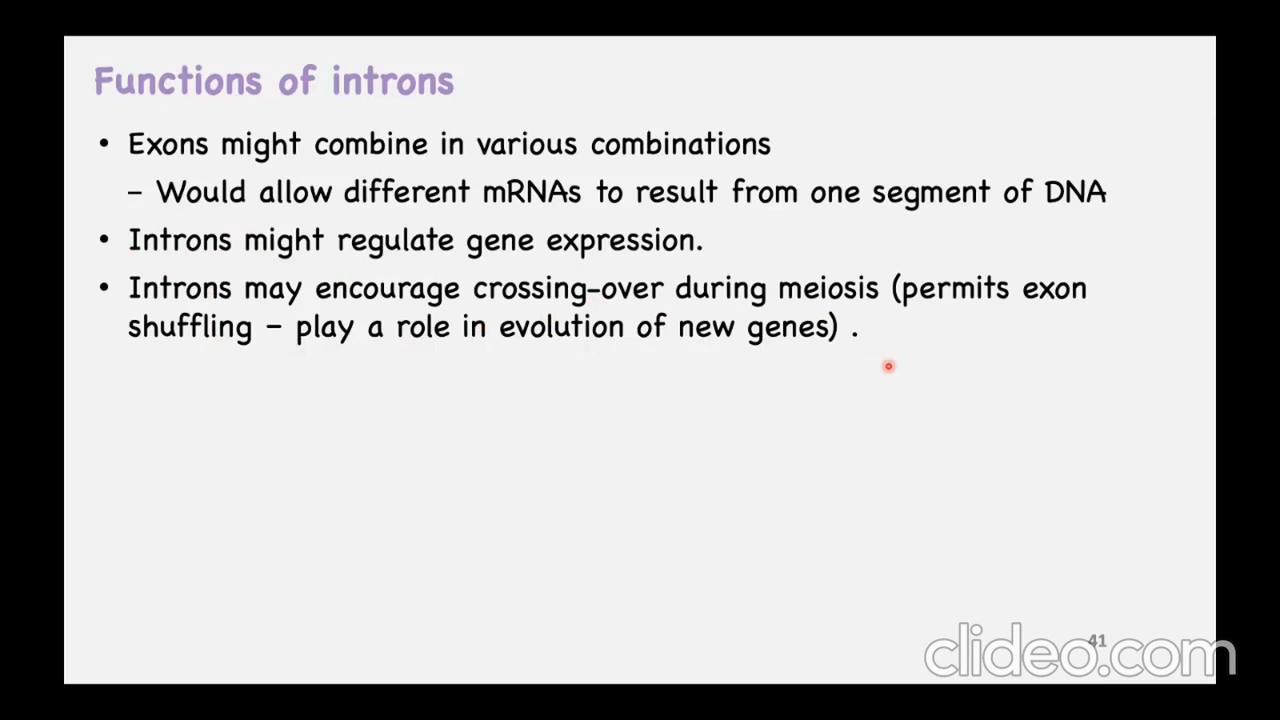 Functions of introns
• Exons might combine in various combinations
– Would allow different mRNAs to result from one segment of DNA
• Introns might regulate gene expression.
• Introns may encourage crossing-over during meiosis (permits exon
shuffling – play a role in evolution of new genes) .
41
clideo.com